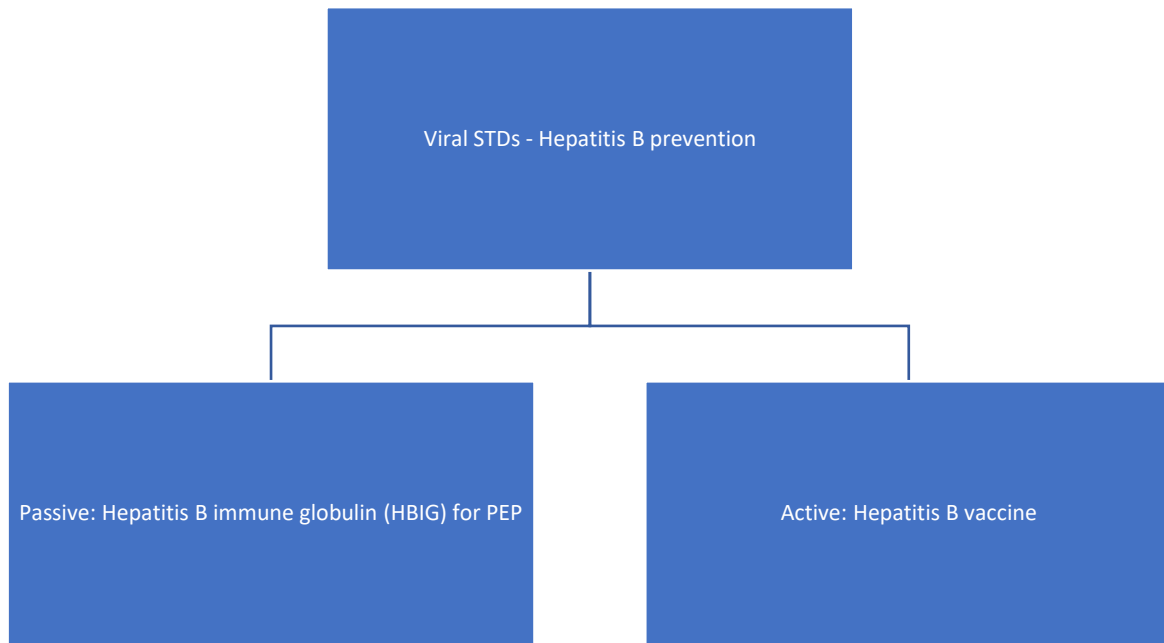 Viral STDs - Hepatitis B prevention
Passive: Hepatitis B immune globulin (HBIG) for PEP
Active: Hepatitis B vaccine